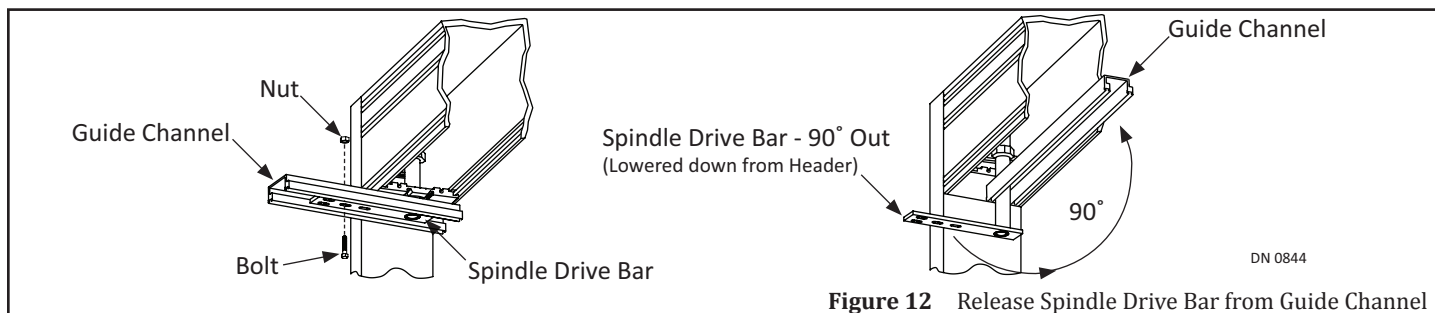 Nut
Guide Channel
Bolt
Spindle Drive Bar
Guide Channel
Spindle Drive Bar - 90˚ Out
(Lowered down from Header)
90˚
DN 0844
Figure 12 Release Spindle Drive Bar from Guide Channel